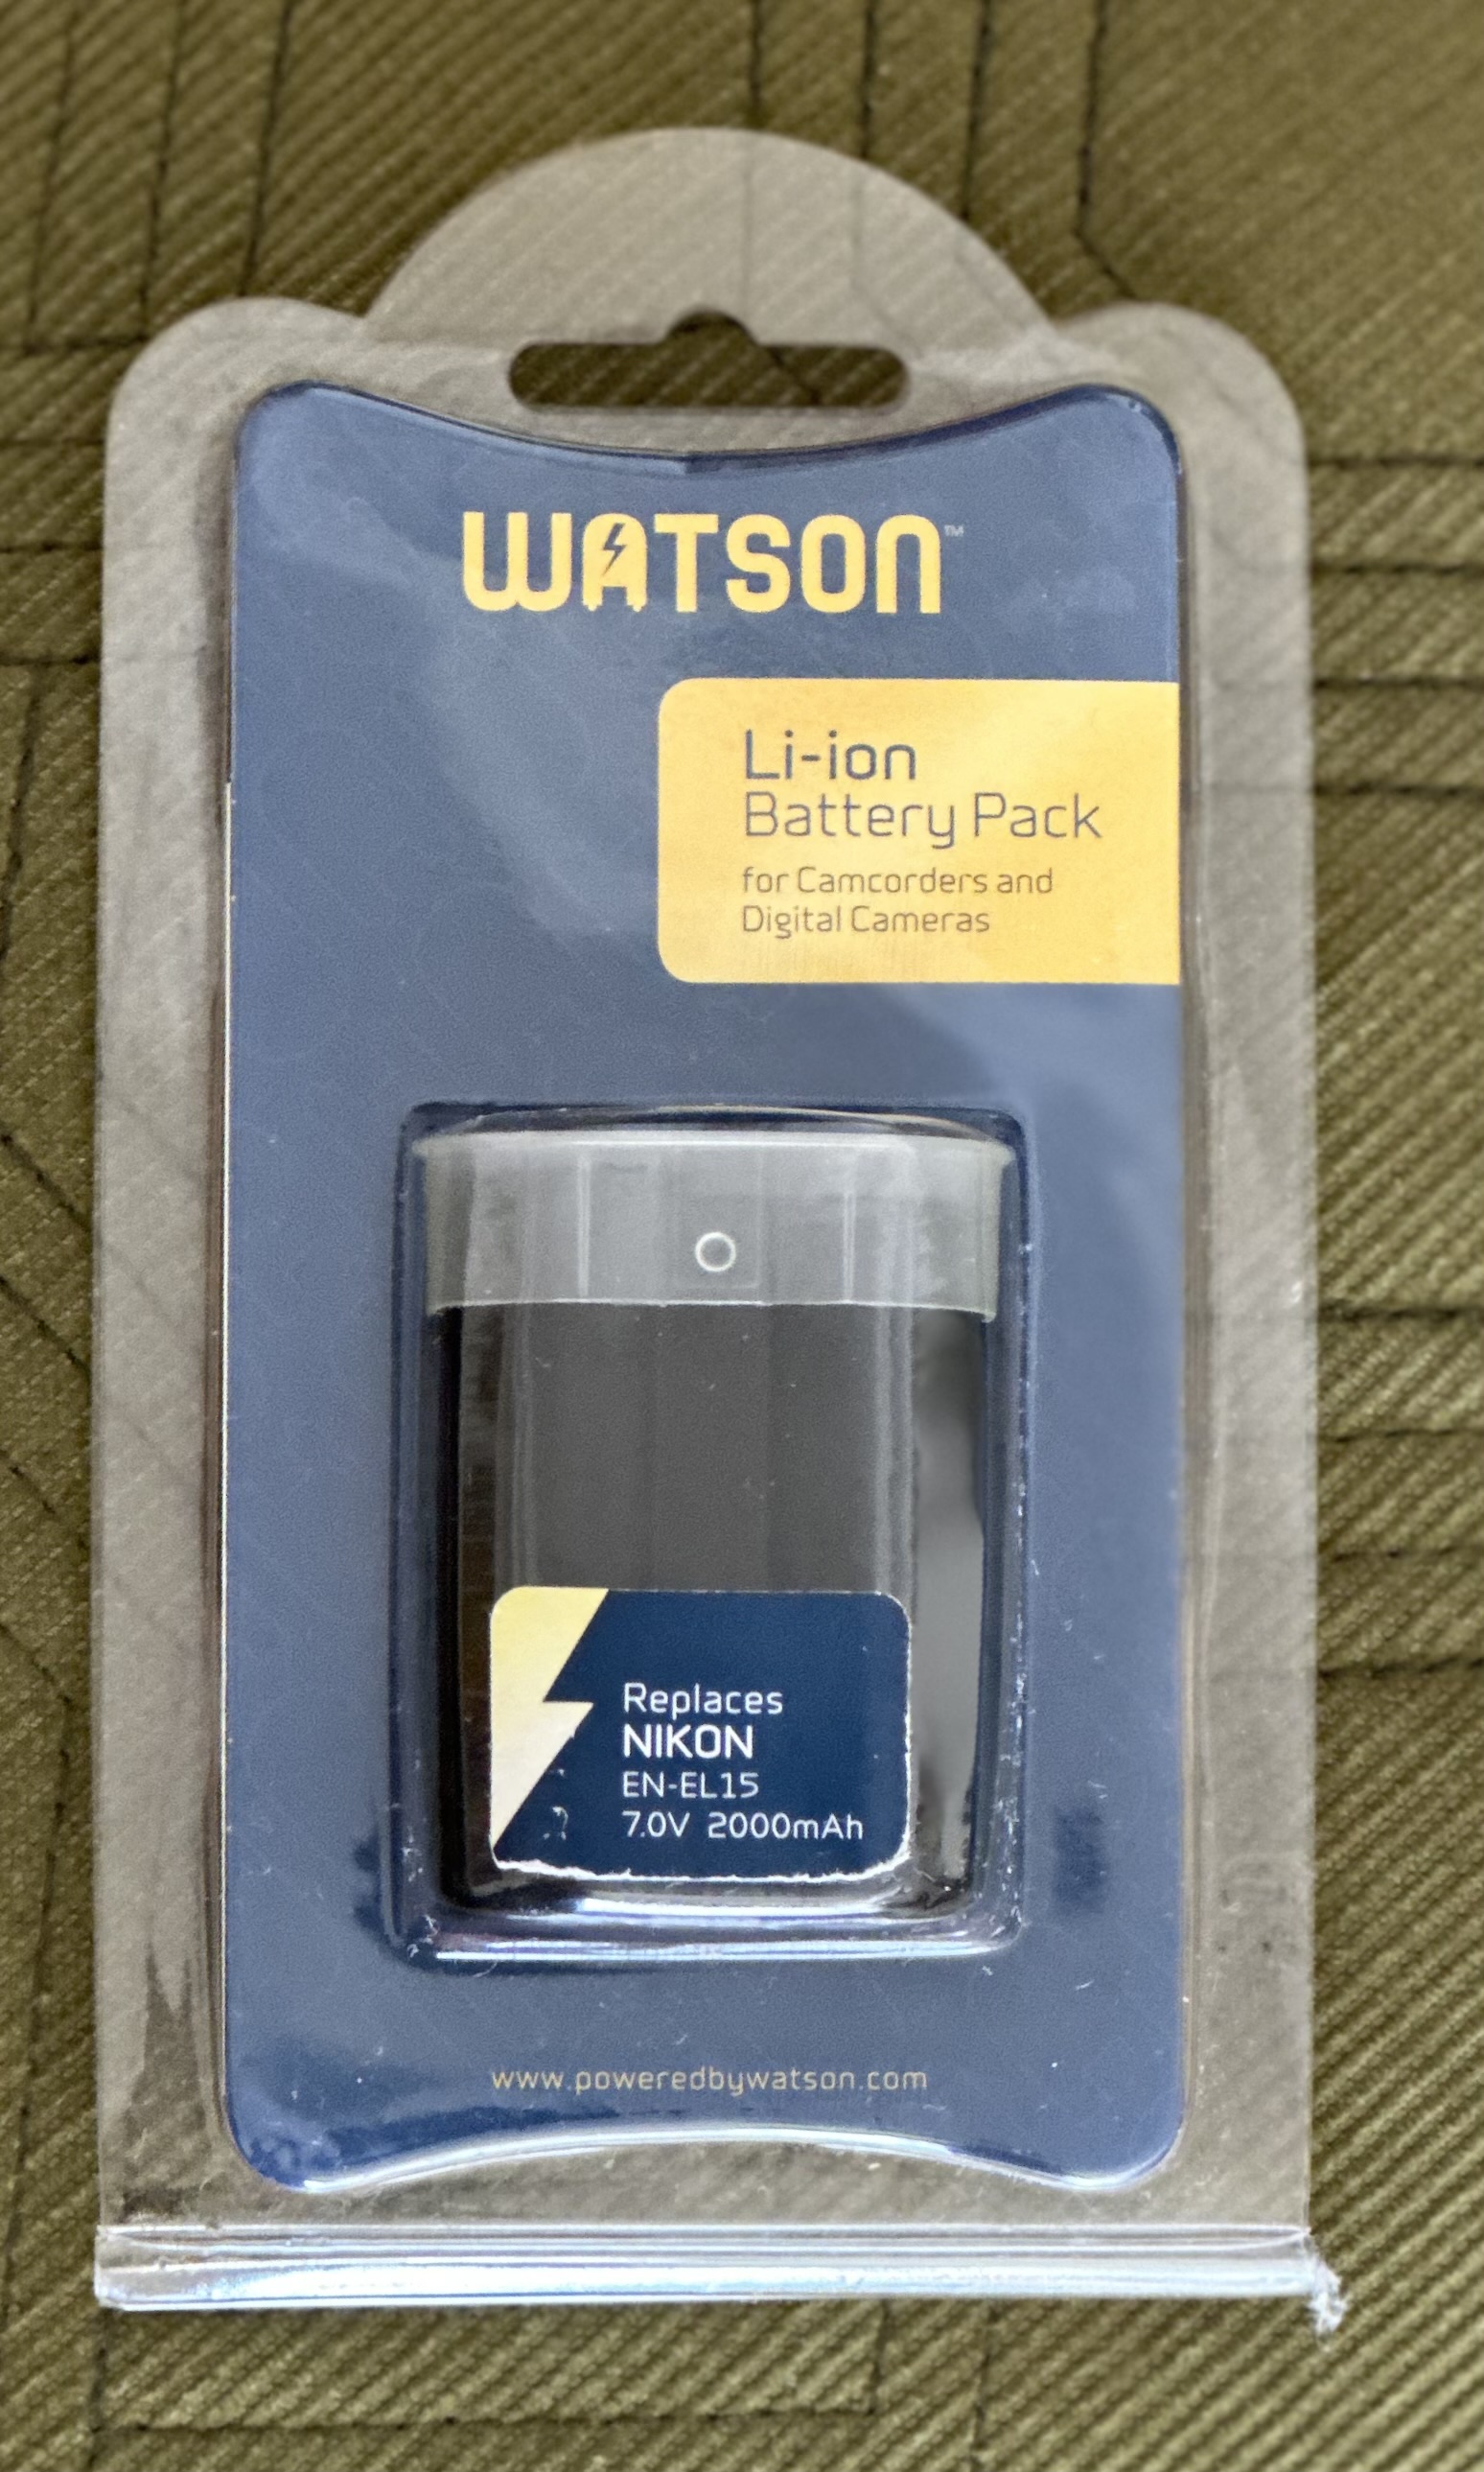 WATSON™
Li-ion
Battery Pack
for Camcorders and
Digital Cameras
Replaces
NIKON
EN-EL15
7.0V 2000mAh
www.poweredbywatson.com